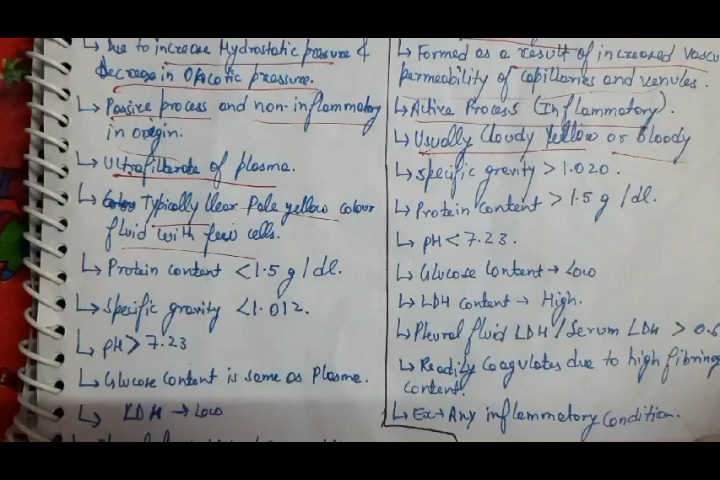 ↳ Due to increase Hydrostatic pressure &
decrease in Oncotic pressure.
↳ Passive process and non-inflammatory
in origin.
↳ Ultrafiltrate of plasma.
↳ Typically Clear Pale yellow colour
fluid with few cells.
↳ Protein content < 1.5 g/dl.
↳ Specific gravity < 1.012.
↳ pH > 7.23
↳ Glucose content is same as Plasma.
↳ LDH → Low
↳ Formed as a result of increased vascu
permeability of capillaries and venules.
↳ Active Process (Inflammatory).
↳ Usually Cloudy Yellow or Bloody
↳ Specific gravity > 1.020.
↳ Protein content > 1.5 g/dl.
↳ pH < 7.23.
↳ Glucose Content → Low
↳ LDH content → High.
↳ Pleural fluid LDH / Serum LDH > 0.6
↳ Readily Coagulates due to high fibrinog
content.
↳ Ex → Any inflammatory Condition.